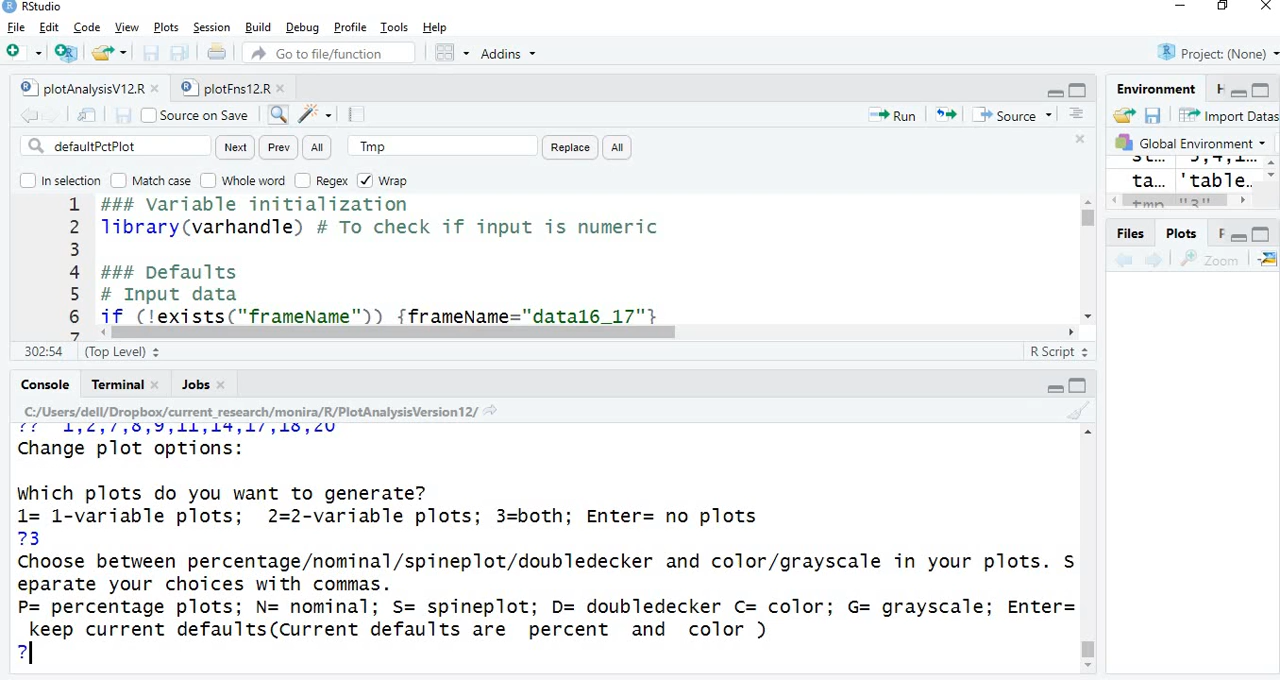 RStudio
File Edit Code View Plots Session Build Debug Profile Tools Help
Go to file/function Addins Project: (None)
plotAnalysisV12.R plotFns12.R
Source on Save Run Source
defaultPctPlot Next Prev All Tmp Replace All
In selection Match case Whole word Regex Wrap
1 ### Variable initialization
2 library(varhandle) # To check if input is numeric
3
4 ### Defaults
5 # Input data
6 if (!exists("frameName")) {frameName="data16_17"}
7
302:54 (Top Level) R Script
Console Terminal Jobs
C:/Users/dell/Dropbox/current_research/monira/R/PlotAnalysisVersion12/
?? 1,2,7,8,9,11,14,17,18,20
Change plot options:
Which plots do you want to generate?
1= 1-variable plots;  2=2-variable plots; 3=both; Enter= no plots
?3
Choose between percentage/nominal/spineplot/doubledecker and color/grayscale in your plots. S
eparate your choices with commas.
P= percentage plots; N= nominal; S= spineplot; D= doubledecker C= color; G= grayscale; Enter=
 keep current defaults(Current defaults are  percent  and  color )
?
Environment H
Import Datas
Global Environment
ta... 'table...
tmp "3"
Files Plots P
Zoom